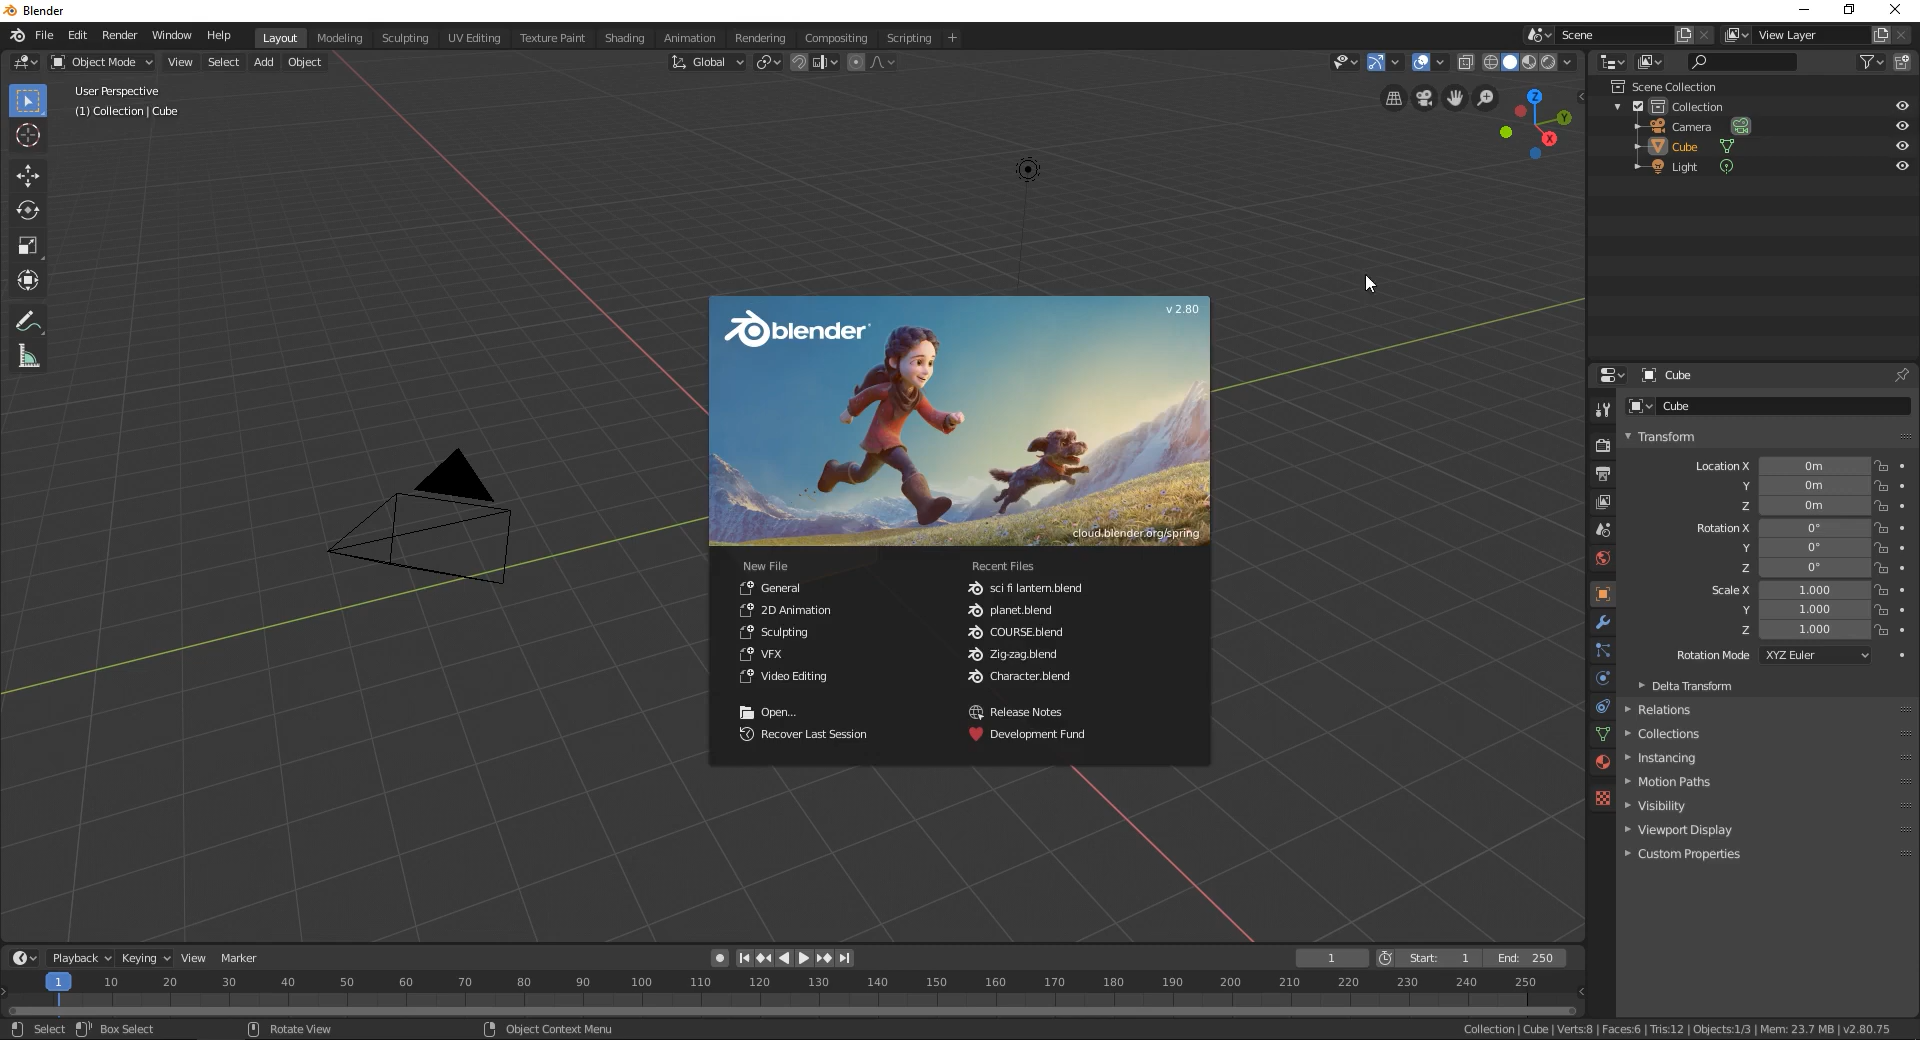 Blender
File Edit Render Window Help Layout Modeling Sculpting UV Editing Texture Paint Shading Animation Rendering Compositing Scripting + Scene View Layer
Object Mode View Select Add Object Global
User Perspective
(1) Collection | Cube
Z
Y
X
Scene Collection
Collection
Camera
Cube
Light
blender
v 2.80
cloud.blender.org/spring
New File
General
2D Animation
Sculpting
VFX
Video Editing
Open...
Recover Last Session
Recent Files
sci fi lantern.blend
planet.blend
COURSE.blend
Zig-zag.blend
Character.blend
Release Notes
Development Fund
Cube
Cube
Transform
Location X 0m
Y 0m
Z 0m
Rotation X 0°
Y 0°
Z 0°
Scale X 1.000
Y 1.000
Z 1.000
Rotation Mode XYZ Euler
Delta Transform
Relations
Collections
Instancing
Motion Paths
Visibility
Viewport Display
Custom Properties
Playback Keying View Marker 1 Start: 1 End: 250
1 10 20 30 40 50 60 70 80 90 100 110 120 130 140 150 160 170 180 190 200 210 220 230 240 250
Select Box Select Rotate View Object Context Menu Collection | Cube | Verts:8 | Faces:6 | Tris:12 | Objects:1/3 | Mem: 23.7 MB | v2.80.75